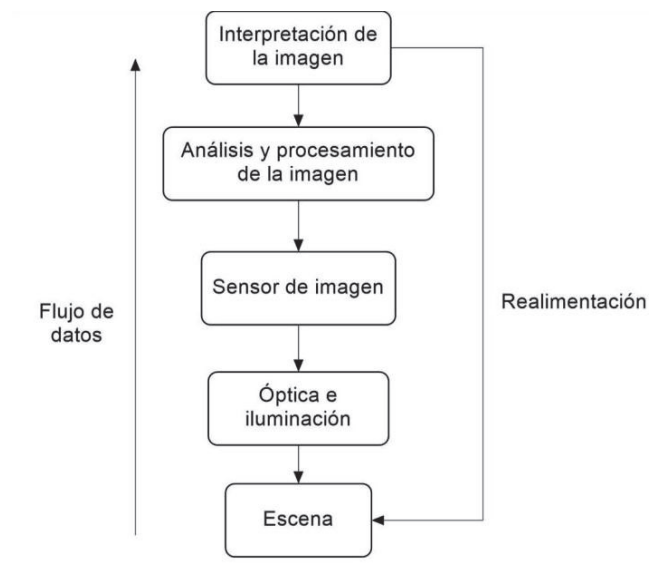 Interpretación de
la imagen
Análisis y procesamiento
de la imagen
Sensor de imagen
Flujo de
datos
Realimentación
Óptica e
iluminación
Escena